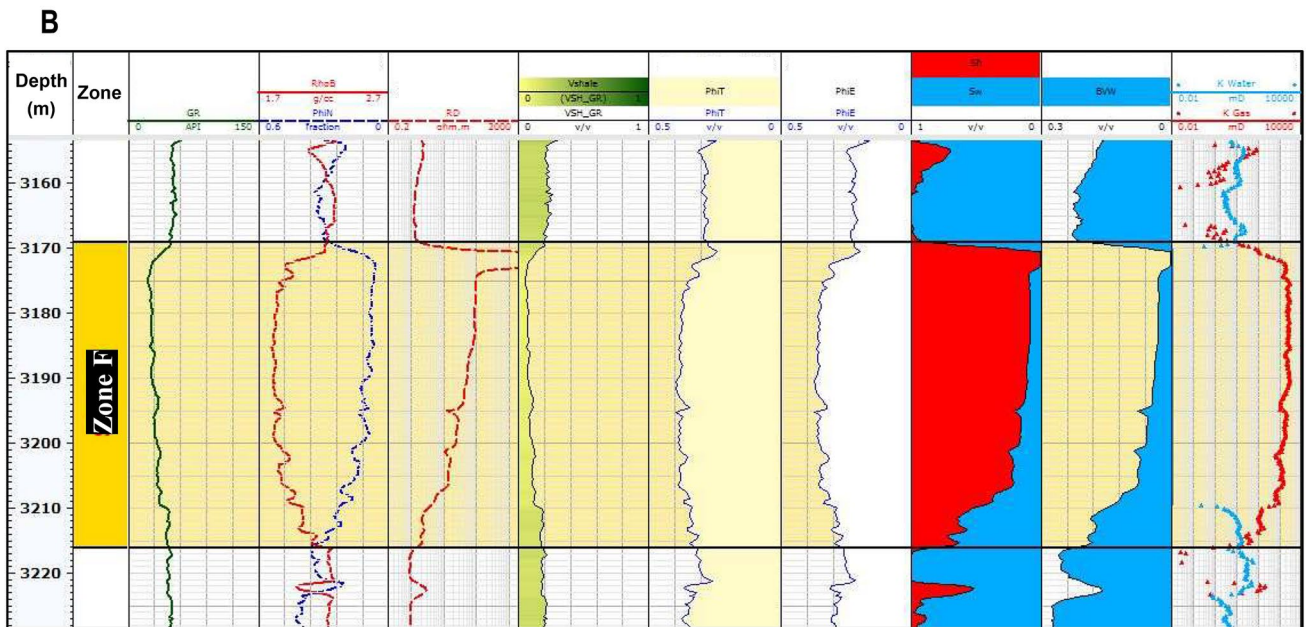 B
Depth
(m)
Zone
GR
0 API 150
RhoB
1.7 g/cc 2.7
PhiN
0.6 fraction 0
RD
0.2 ohm.m 2000
Vshale
0 (VSH_GR) 1
VSH_GR
0 v/v 1
PhiT
PhiT
0.5 v/v 0
PhiE
PhiE
0.5 v/v 0
Sh
Sw
1 v/v 0
BVW
0.3 v/v 0
K Water
0.01 mD 10000
K Gas
0.01 mD 10000
3160
3170
3180
3190
3200
3210
3220
Zone F